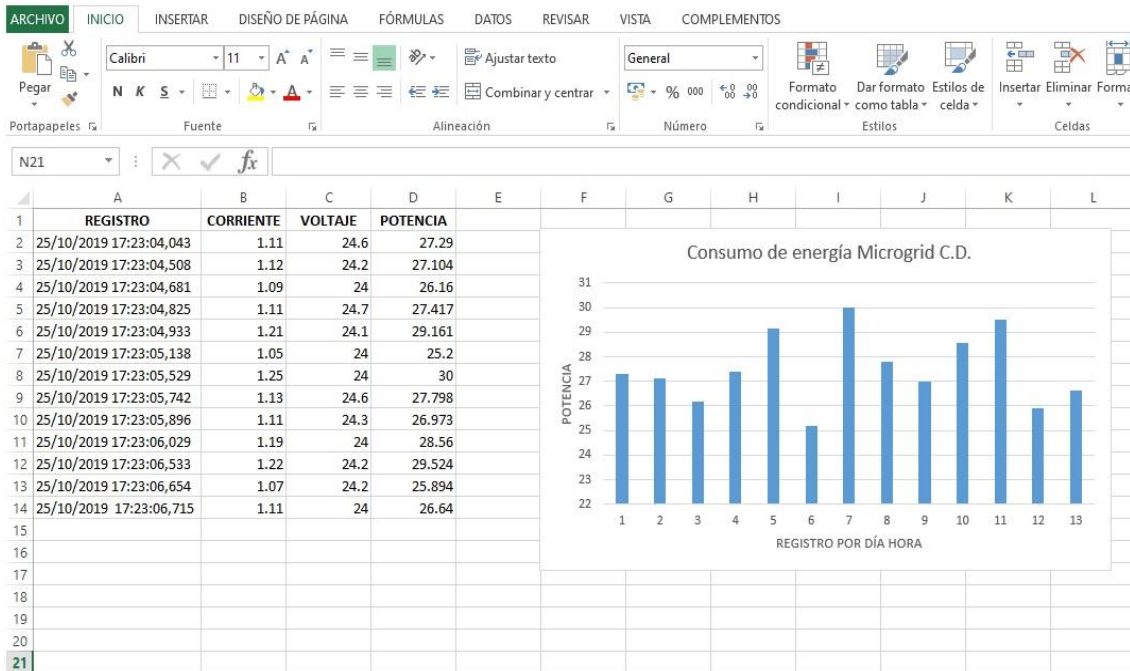 ARCHIVO INICIO INSERTAR DISEÑO DE PÁGINA FÓRMULAS DATOS REVISAR VISTA COMPLEMENTOS
Pegar
Calibri 11
N K S
Ajustar texto
Combinar y centrar
General
% 000
Formato condicional
Dar formato como tabla
Estilos de celda
Insertar Eliminar Forma
Portapapeles Fuente Alineación Número Estilos Celdas
N21 fx
A B C D E F G H I J K L
1 REGISTRO CORRIENTE VOLTAJE POTENCIA
2 25/10/2019 17:23:04,043 1.11 24.6 27.29
3 25/10/2019 17:23:04,508 1.12 24.2 27.104
4 25/10/2019 17:23:04,681 1.09 24 26.16
5 25/10/2019 17:23:04,825 1.11 24.7 27.417
6 25/10/2019 17:23:04,933 1.21 24.1 29.161
7 25/10/2019 17:23:05,138 1.05 24 25.2
8 25/10/2019 17:23:05,529 1.25 24 30
9 25/10/2019 17:23:05,742 1.13 24.6 27.798
10 25/10/2019 17:23:05,896 1.11 24.3 26.973
11 25/10/2019 17:23:06,029 1.19 24 28.56
12 25/10/2019 17:23:06,533 1.22 24.2 29.524
13 25/10/2019 17:23:06,654 1.07 24.2 25.894
14 25/10/2019 17:23:06,715 1.11 24 26.64
15
16
17
18
19
20
21
Consumo de energía Microgrid C.D.
POTENCIA
31
30
29
28
27
26
25
24
23
22
1 2 3 4 5 6 7 8 9 10 11 12 13
REGISTRO POR DÍA HORA